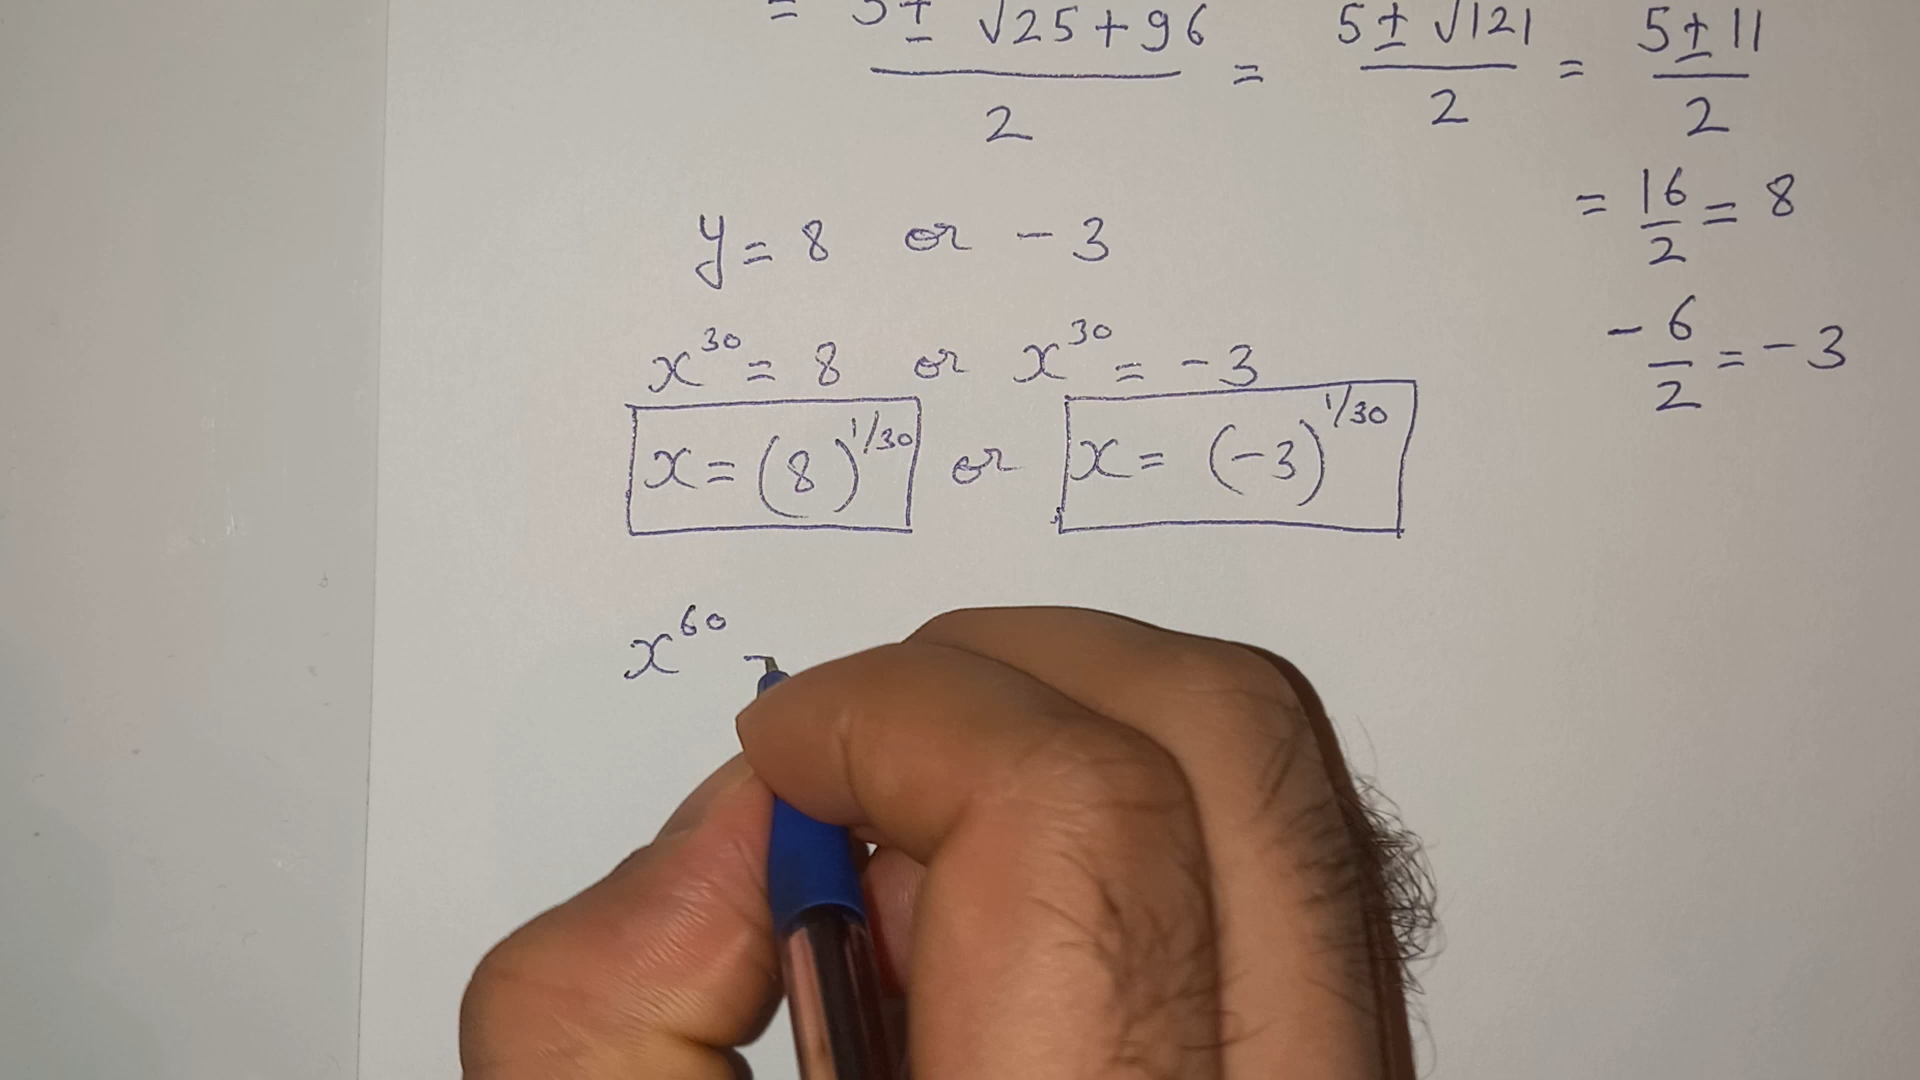 = 5 ± √25+96 / 2 = 5 ± √121 / 2 = 5 ± 11 / 2
= 16/2 = 8
y = 8 or - 3
-6/2 = -3
x^30 = 8 or x^30 = -3
x = (8)^1/30 or x = (-3)^1/30
x^60 -